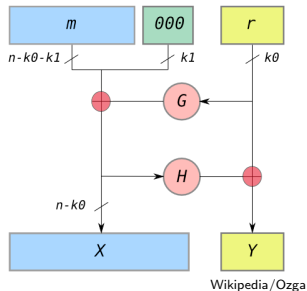 m 000 r
n-k0-k1 k1 k0
G
H
n-k0
X Y
Wikipedia/Ozga